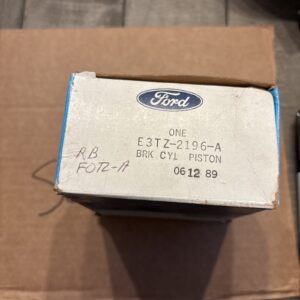 Ford
ONE
E3TZ-2196-A
BRK CYL PISTON
06 12 89
RB
FOTZ-A